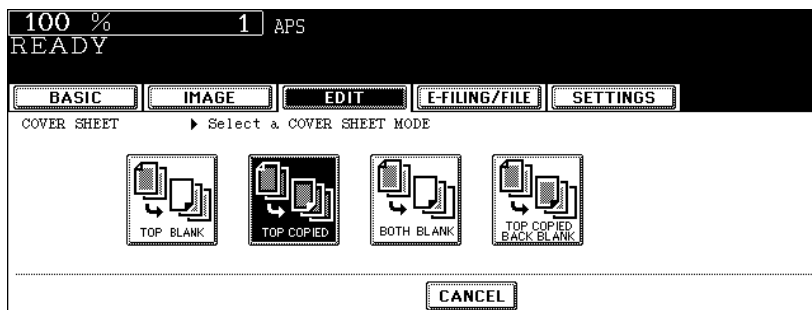 100 % 1 APS
READY
BASIC IMAGE EDIT E-FILING/FILE SETTINGS
COVER SHEET Select a COVER SHEET MODE
TOP BLANK TOP COPIED BOTH BLANK TOP COPIED
BACK BLANK
CANCEL